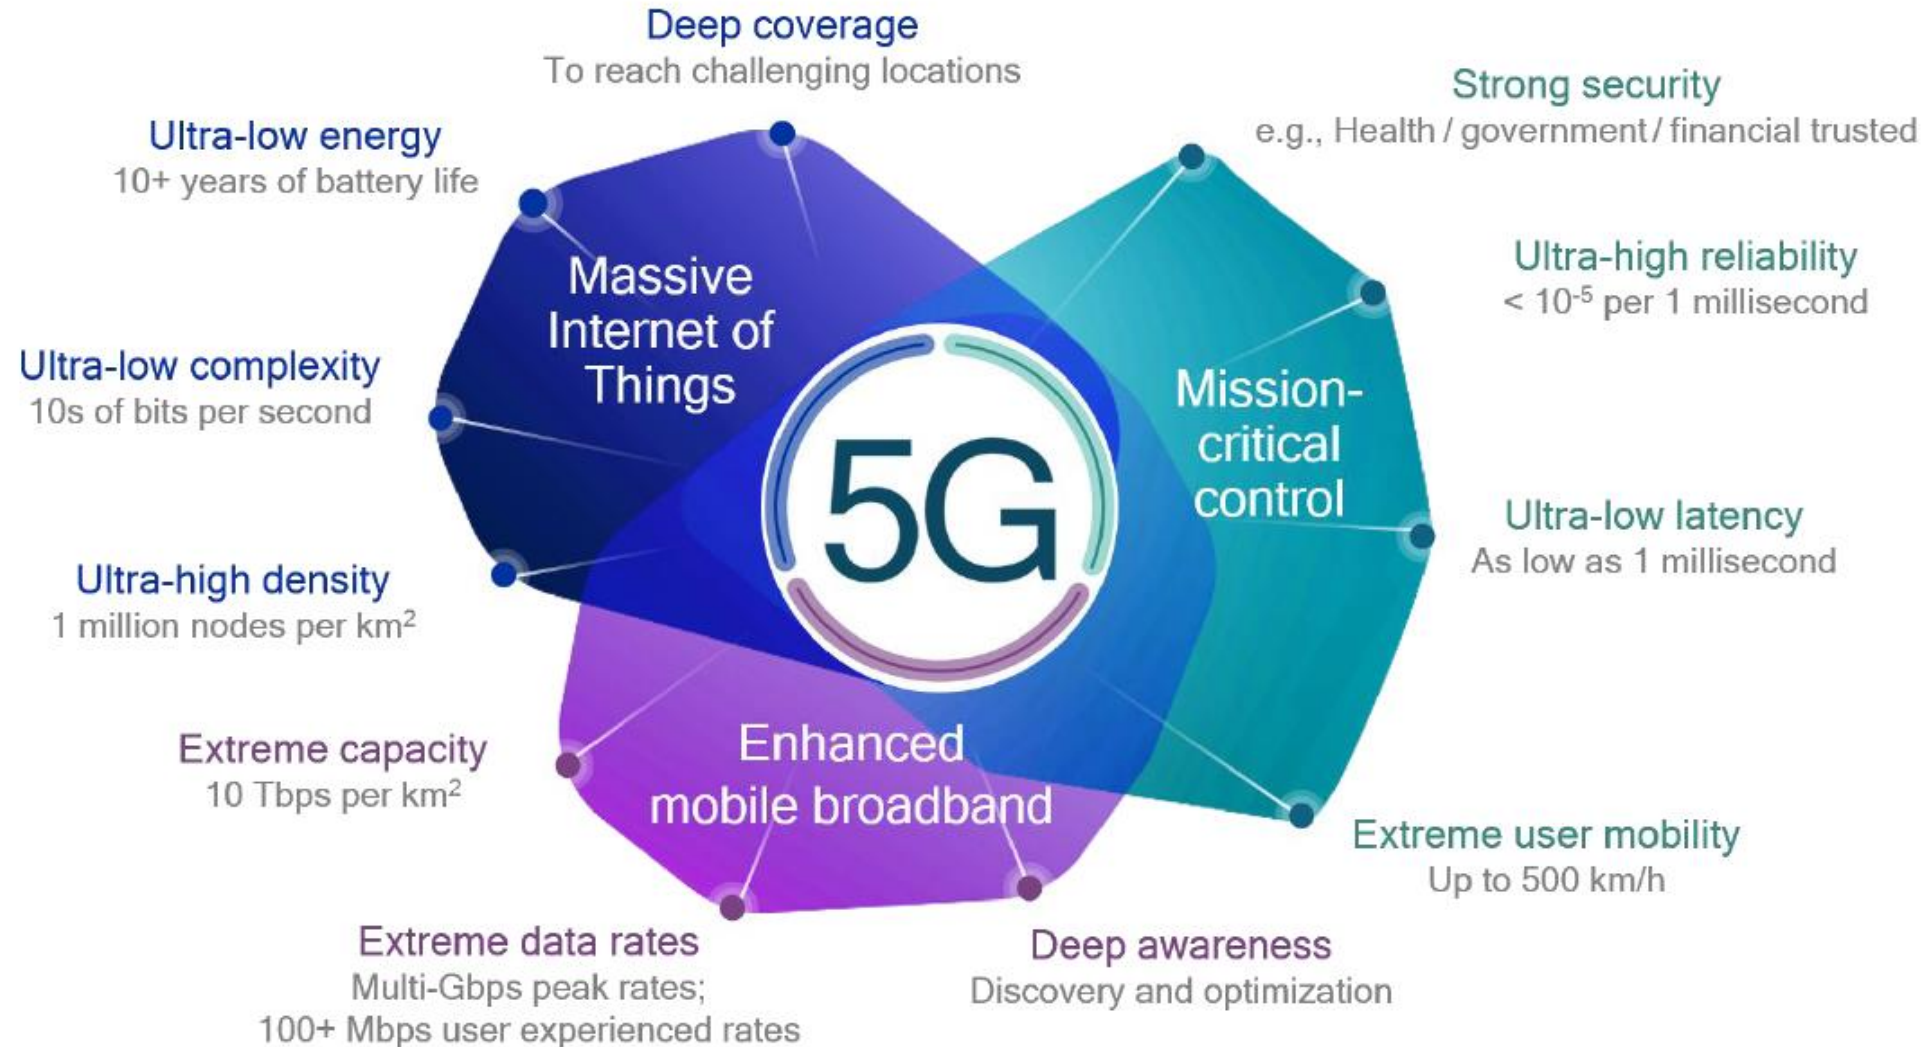 Deep coverage
To reach challenging locations
Strong security
e.g., Health / government / financial trusted
Ultra-low energy
10+ years of battery life
Ultra-high reliability
< 10⁻⁵ per 1 millisecond
Massive
Internet of
Things
Ultra-low complexity
10s of bits per second
Mission-
critical
control
5G
Ultra-low latency
As low as 1 millisecond
Ultra-high density
1 million nodes per km²
Extreme capacity
10 Tbps per km²
Enhanced
mobile broadband
Extreme user mobility
Up to 500 km/h
Extreme data rates
Multi-Gbps peak rates;
100+ Mbps user experienced rates
Deep awareness
Discovery and optimization